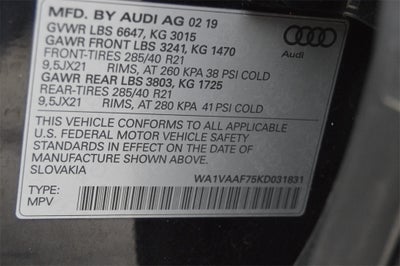 MFD. BY AUDI AG 02 19
GVWR LBS 6647, KG 3015
GAWR FRONT LBS 3241, KG 1470
FRONT-TIRES 285/40 R21
9,5JX21 RIMS, AT 260 KPA 38 PSI COLD
GAWR REAR LBS 3803, KG 1725
REAR-TIRES 285/40 R21
9,5JX21 RIMS, AT 280 KPA 41 PSI COLD
Audi
THIS VEHICLE CONFORMS TO ALL APPLICABLE
U.S. FEDERAL MOTOR VEHICLE SAFETY
STANDARDS IN EFFECT ON THE DATE OF
MANUFACTURE SHOWN ABOVE.
SLOVAKIA
WA1VAAF75KD031831
TYPE:
MPV